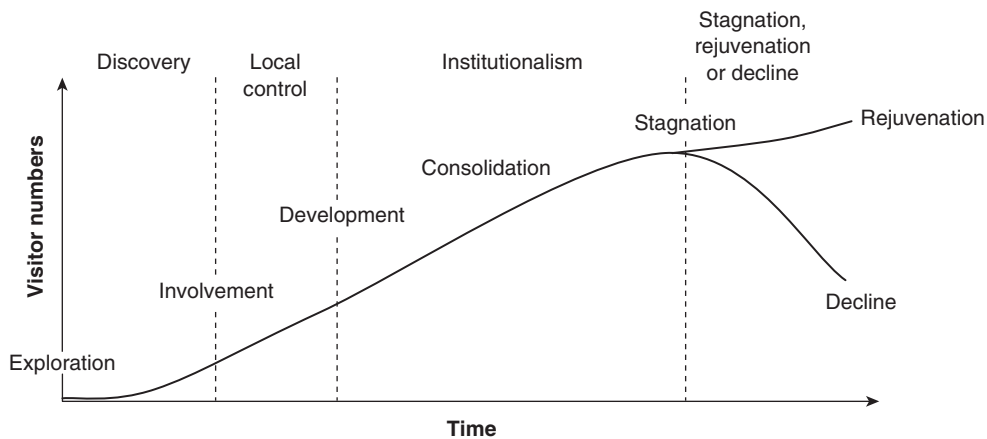 Discovery
Local
control
Institutionalism
Stagnation,
rejuvenation
or decline
Stagnation
Rejuvenation
Consolidation
Development
Involvement
Decline
Exploration
Visitor numbers
Time